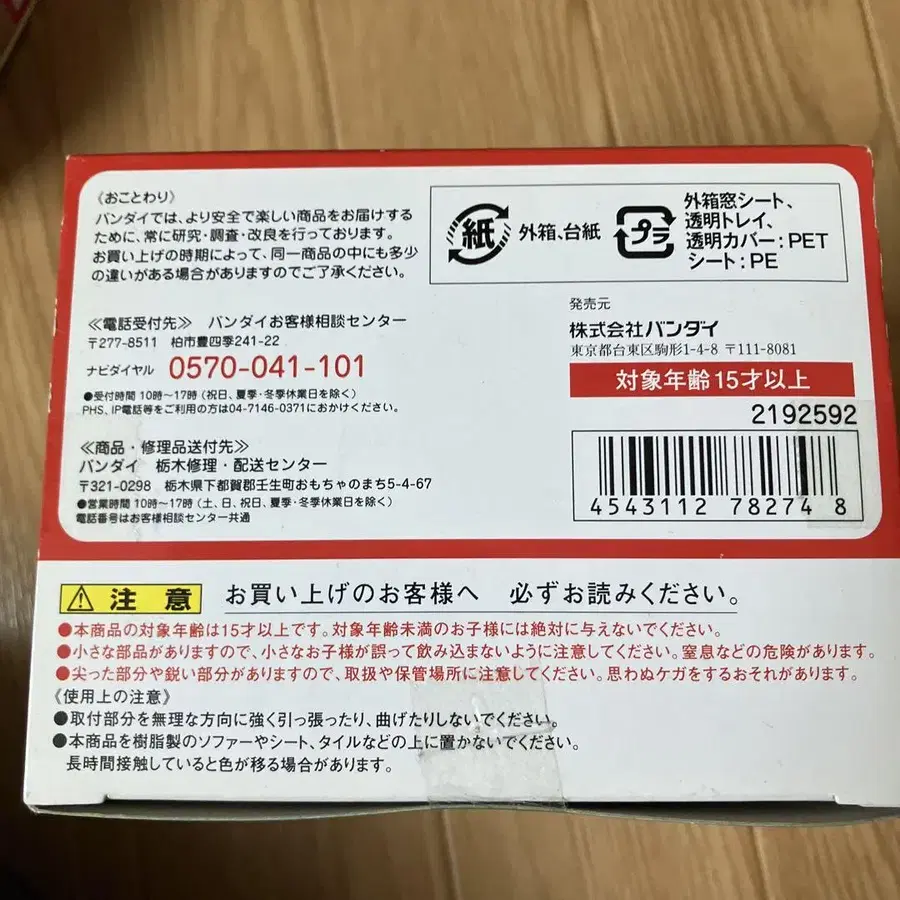 《おことわり》
バンダイでは、より安全で楽しい商品をお届けする
ために、常に研究・調査・改良を行っております。
お買い上げの時期によって、同一商品の中にも多少
の違いがある場合がありますのでご了承ください。
紙
外箱、台紙
プラ
外箱窓シート、
透明トレイ、
透明カバー:PET
シート:PE
≪電話受付先≫ バンダイお客様相談センター
〒277-8511 柏市豊四季241-22
ナビダイヤル 0570-041-101
●受付時間 10時〜17時(祝日、夏季・冬季休業日を除く)
PHS、IP電話等をご利用の方は04-7146-0371におかけください。
≪商品・修理品送付先≫
バンダイ 栃木修理・配送センター
〒321-0298 栃木県下都賀郡壬生町おもちゃのまち5-4-67
●営業時間 10時〜17時(土、日、祝日、夏季・冬季休業日を除く)
電話番号はお客様相談センター共通
発売元
株式会社バンダイ
東京都台東区駒形1-4-8 〒111-8081
対象年齢15才以上
2192592
4543112 782748
注意 お買い上げのお客様へ 必ずお読みください。
●本商品の対象年齢は15才以上です。対象年齢未満のお子様には絶対に与えないでください。
●小さな部品がありますので、小さなお子様が誤って飲み込まないように注意してください。窒息などの危険があります。
●尖った部分や鋭い部分がありますので、取扱や保管場所に注意してください。思わぬケガをするおそれがあります。
《使用上の注意》
●取付部分を無理な方向に強く引っ張ったり、曲げたりしないでください。
●本商品を樹脂製のソファーやシート、タイルなどの上に置かないでください。
長時間接触していると色が移る場合があります。